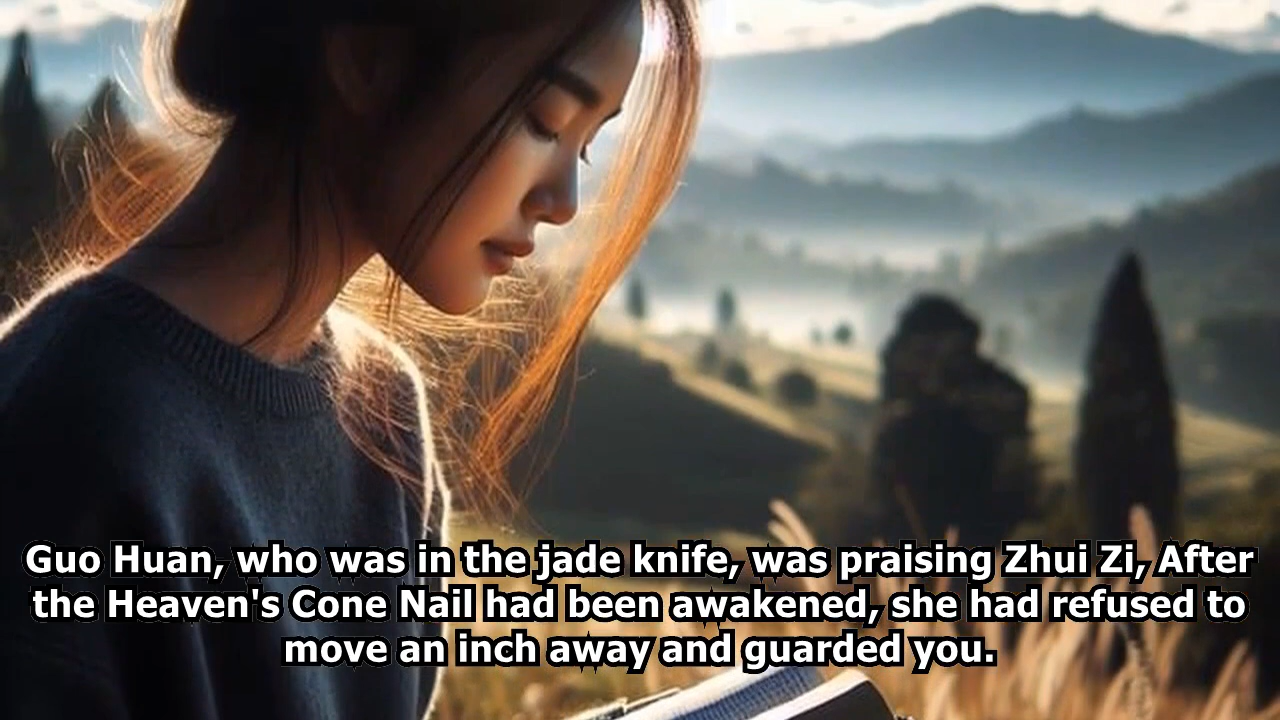 Guo Huan, who was in the jade knife, was praising Zhui Zi, After
the Heaven's Cone Nail had been awakened, she had refused to
move an inch away and guarded you.